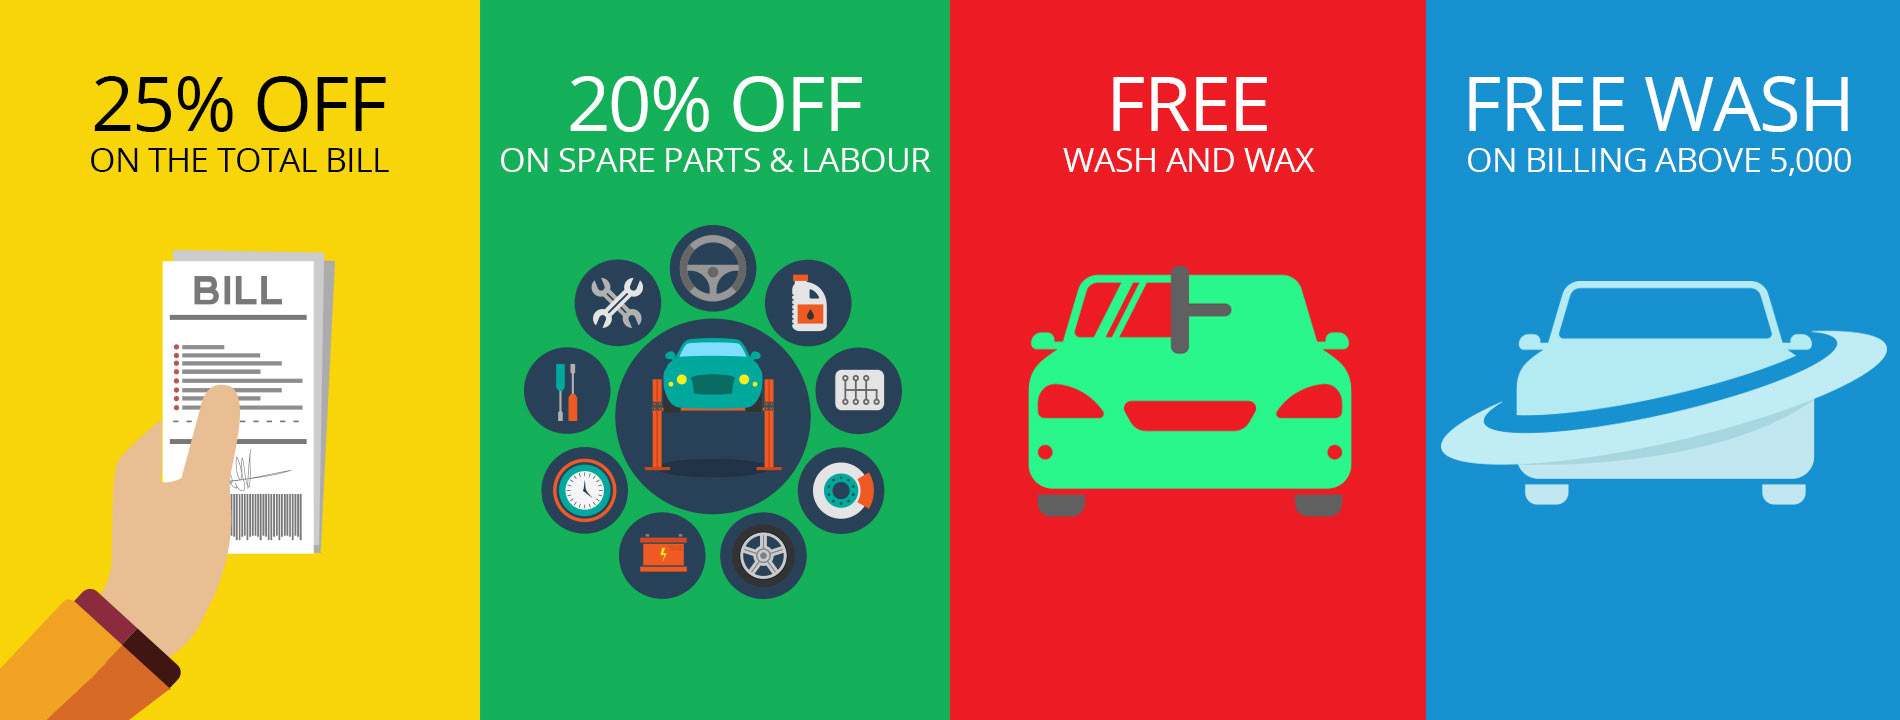 25% OFF
ON THE TOTAL BILL
BILL
20% OFF
ON SPARE PARTS & LABOUR
FREE
WASH AND WAX
FREE WASH
ON BILLING ABOVE 5,000